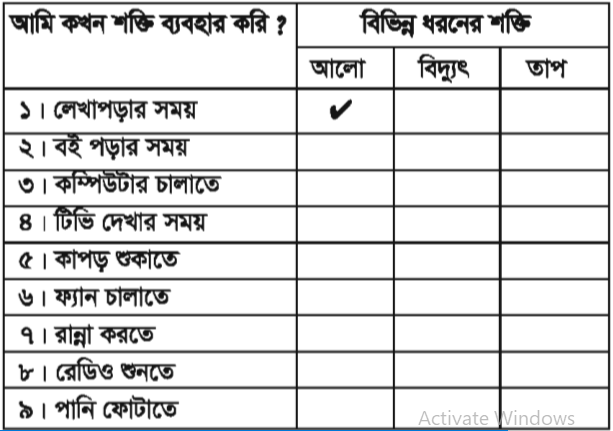 আমি কখন শক্তি ব্যবহার করি ?
বিভিন্ন ধরনের শক্তি
আলো বিদ্যুৎ তাপ
১। লেখাপড়ার সময় ✔
২। বই পড়ার সময়
৩। কম্পিউটার চালাতে
৪। টিভি দেখার সময়
৫। কাপড় শুকাতে
৬। ফ্যান চালাতে
৭। রান্না করতে
৮। রেডিও শুনতে
৯। পানি ফোটাতে
Activate Windows